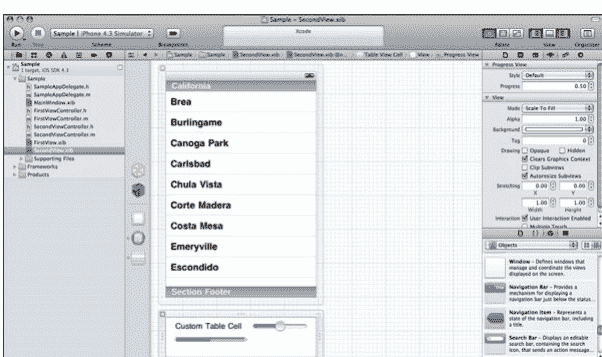 Sample - SecondView.xib
Sample | iPhone 4.3 Simulator
Xcode
Run
Stop
Scheme
Breakpoints
View
Organizer
Sample
Sample
SecondView.xib
Table View Cell
View
Progress View
Sample
1 target, iOS SDK 4.3
Sample
SampleAppDelegate.h
SampleAppDelegate.m
MainWindow.xib
FirstViewController.h
FirstViewController.m
SecondViewController.h
SecondViewController.m
FirstView.xib
SecondView.xib
Supporting Files
Frameworks
Products
California
Brea
Burlingame
Canoga Park
Carlsbad
Chula Vista
Corte Madera
Costa Mesa
Emeryville
Escondido
Section Footer
Custom Table Cell
Progress View
Style Default
Progress 0.50
View
Mode Scale To Fill
Alpha 1.00
Background
Tag 0
Drawing Opaque Hidden
Clears Graphics Context
Clip Subviews
Autoresize Subviews
Stretching 0.00 0.00
X Y
1.00 1.00
Width Height
Interaction User Interaction Enabled
Multiple Touch
Objects
Window - Defines windows that
manage and coordinate the views
displayed on the screen.
Navigation Bar - Provides a
mechanism for displaying a
navigation bar just below the status...
Navigation Item - Represents a
state of the navigation bar, including
a title.
Search Bar - Displays an editable
search bar, containing the search
icon, that sends an action message...